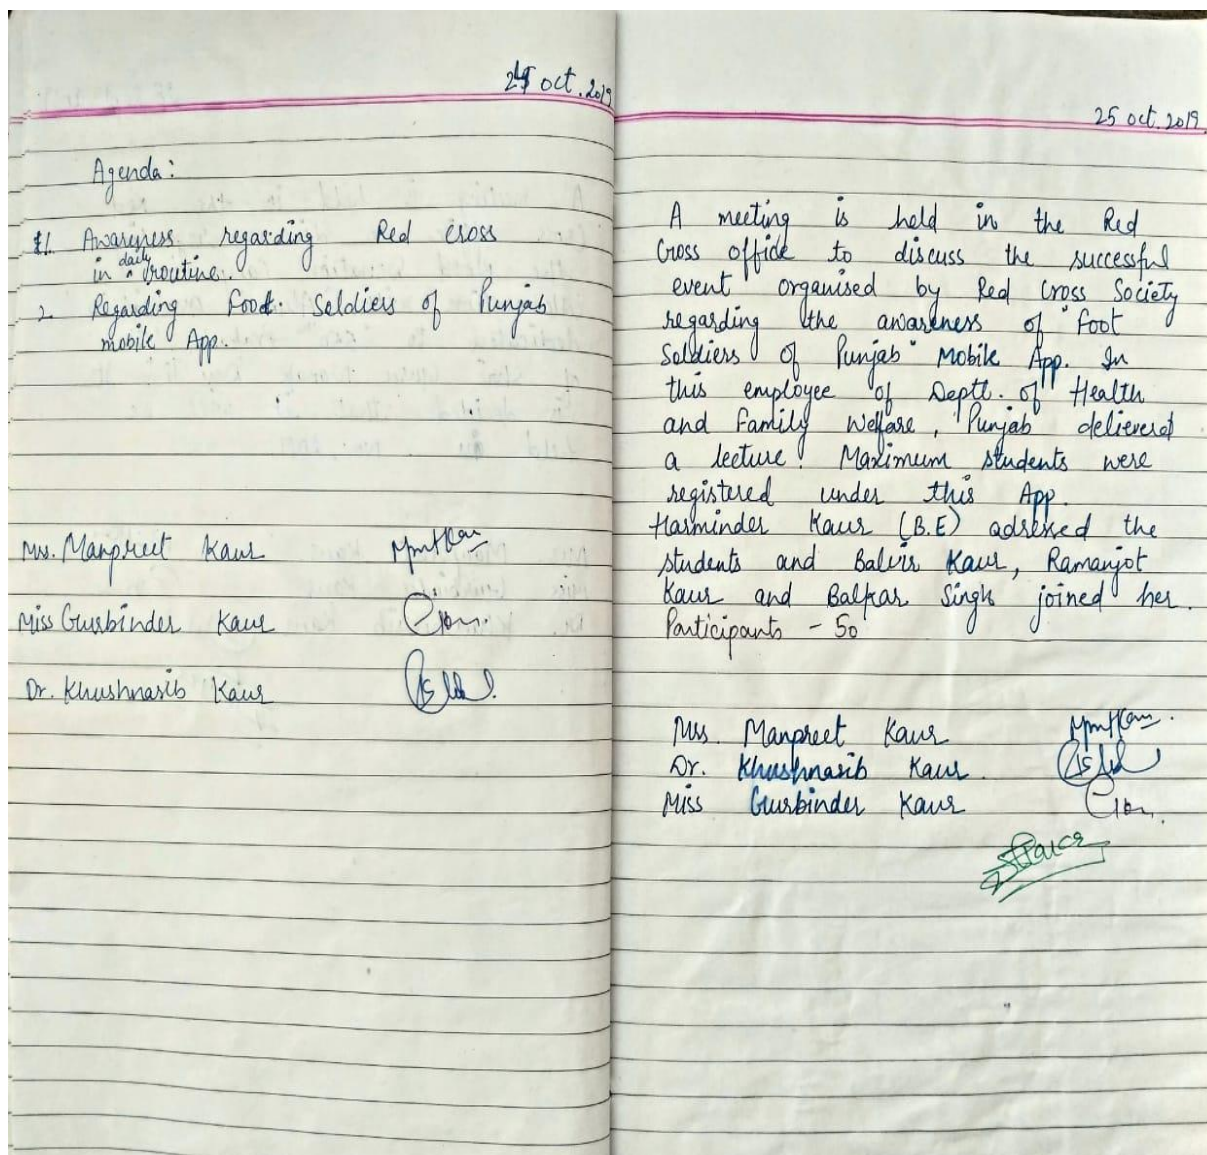 24 oct. 2019
Agenda:
1. Awareness regarding Red Cross
in daily routine.
2. Regarding Foot Soldiers of Punjab
mobile App.
Mrs. Manpreet Kaur
Miss Gurbinder Kaur
Dr. Khushnasib Kaur
25 oct. 2019
A meeting is held in the Red
Cross office to discuss the successful
event organised by Red Cross Society
regarding the awareness of "Foot
Soldiers of Punjab" Mobile App. In
this employee of Deptt. of Health
and Family Welfare, Punjab delievered
a lecture. Maximum students were
registered under this App.
Harminder Kaur (B.E) adrseed the
students and Balvir Kaur, Ramanjot
Kaur and Balkar Singh joined her.
Participants - 50
Mrs. Manpreet Kaur
Dr. Khushnasib Kaur
Miss Gurbinder Kaur